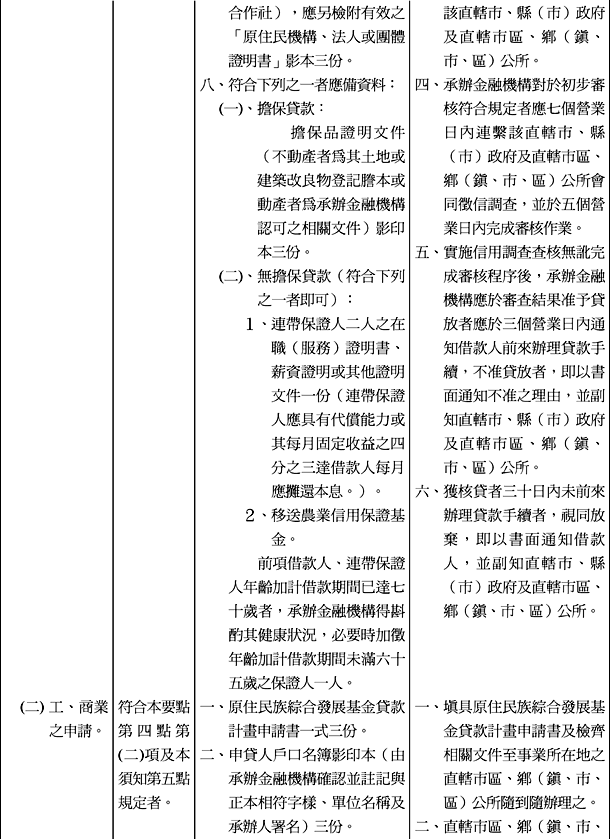 合作社），應另檢附有效之
「原住民機構、法人或團體
證明書」影本三份。
八、符合下列之一者應備資料：
(一)、擔保貸款：
擔保品證明文件
（不動產者爲其土地或
建築改良物登記謄本或
動產者爲承辦金融機構
認可之相關文件）影印
本三份。
(二)、無擔保貸款（符合下列
之一者即可）：
１、連帶保證人二人之在
職（服務）證明書、
薪資證明或其他證明
文件一份（連帶保證
人應具有代償能力或
其每月固定收益之四
分之三達借款人每月
應攤還本息。）。
２、移送農業信用保證基
金。
前項借款人、連帶保證
人年齡加計借款期間已達七
十歲者，承辦金融機構得斟
酌其健康狀況，必要時加徵
年齡加計借款期間未滿六十
五歲之保證人一人。
該直轄市、縣（市）政府
及直轄市區、鄉（鎮、
市、區）公所。
四、承辦金融機構對於初步審
核符合規定者應七個營業
日內連繫該直轄市、縣
（市）政府及直轄市區、
鄉（鎮、市、區）公所會
同徵信調查，並於五個營
業日內完成審核作業。
五、實施信用調查查核無訛完
成審核程序後，承辦金融
機構應於審查結果准予貸
放者應於三個營業日內通
知借款人前來辦理貸款手
續，不准貸放者，即以書
面通知不准之理由，並副
知直轄市、縣（市）政府
及直轄市區、鄉（鎮、
市、區）公所。
六、獲核貸者三十日內未前來
辦理貸款手續者，視同放
棄，即以書面通知借款
人，並副知直轄市、縣
（市）政府及直轄市區、
鄉（鎮、市、區）公所。
(二) 工、商業
之申請。
符合本要點
第四點第
(二)項及本
須知第五點
規定者。
一、原住民族綜合發展基金貸款
計畫申請書一式三份。
二、申貸人戶口名簿影印本（由
承辦金融機構確認並註記與
正本相符字樣、單位名稱及
承辦人署名）三份。
一、塡具原住民族綜合發展基
金貸款計畫申請書及檢齊
相關文件至事業所在地之
直轄市區、鄉（鎮、市、
區）公所隨到隨辦理之。
二、直轄市區、鄉（鎮、市、